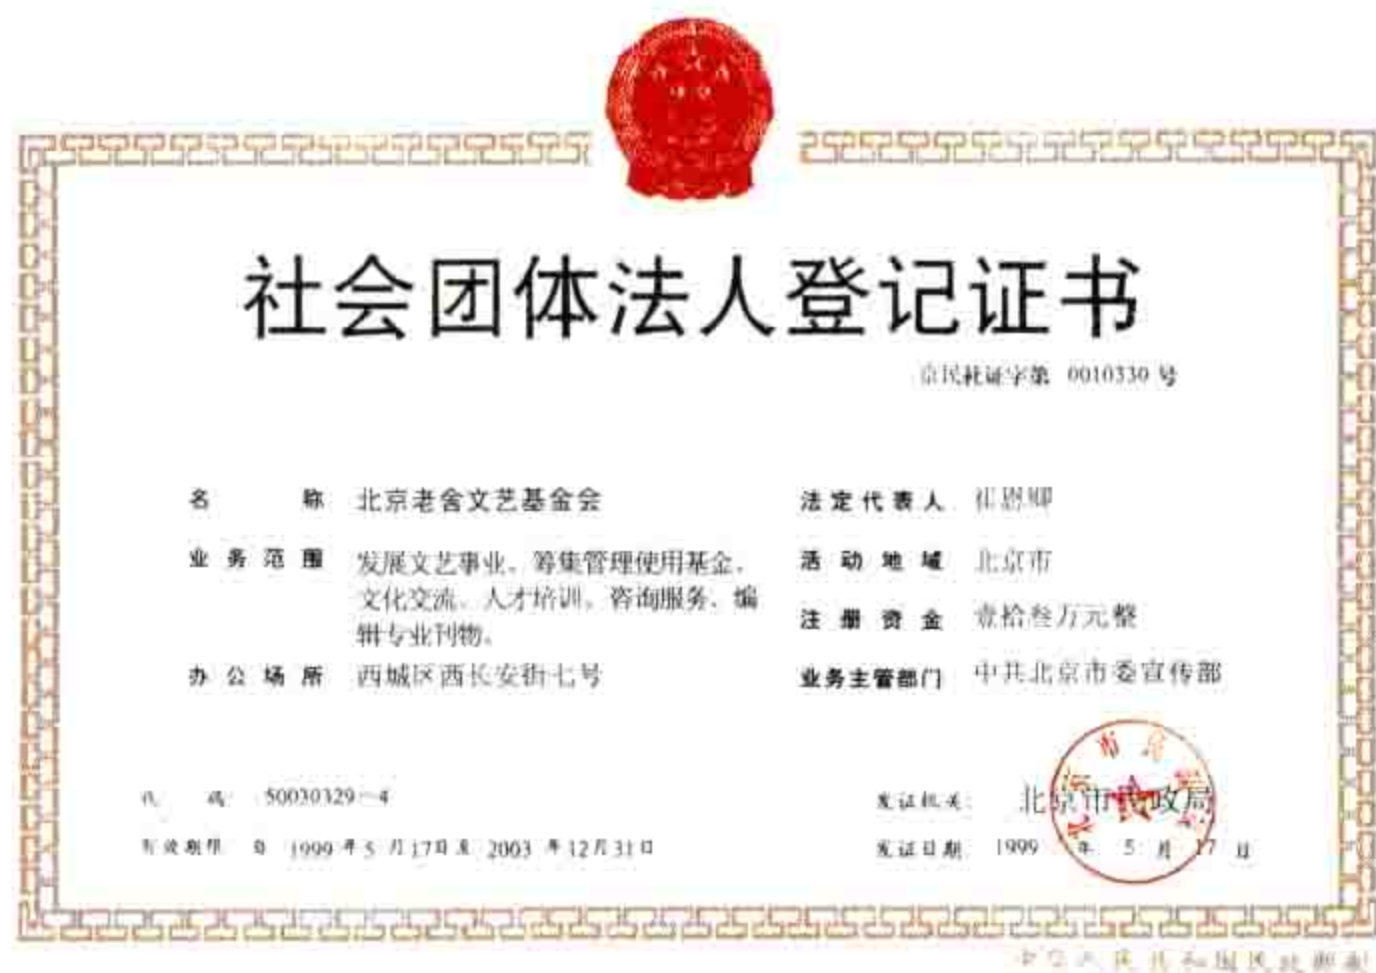 社会团体法人登记证书
京民社证字第 0010330 号
名称 北京老舍文艺基金会
业务范围 发展文艺事业、筹集管理使用基金、
文化交流、人才培训、咨询服务、编
辑专业刊物。
办公场所 西城区西长安街七号
法定代表人
活动地域 北京市
注册资金 壹拾叁万元整
业务主管部门 中共北京市委宣传部
代码 50030329-4
有效期限 自 1999 年 5 月 17 日 至 2003 年 12 月 31 日
发证机关 北京市民政局
发证日期 1999 年 5 月 17 日